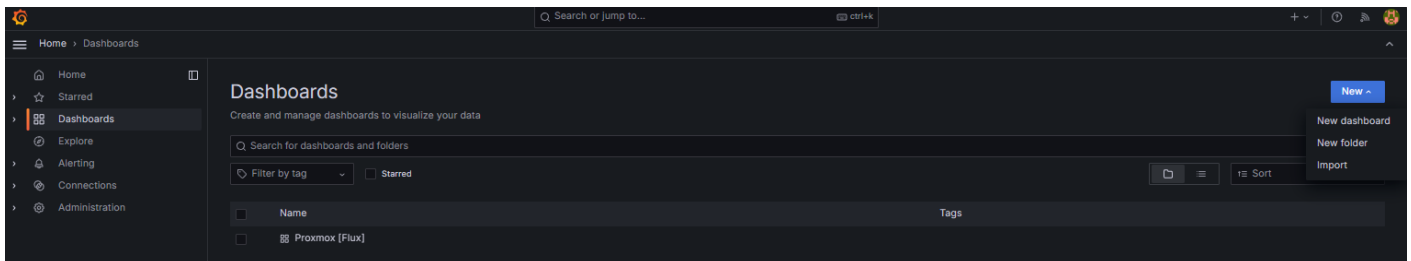 Search or jump to...
ctrl+k
Home › Dashboards
Home
Starred
Dashboards
Explore
Alerting
Connections
Administration
Dashboards
Create and manage dashboards to visualize your data
New
New dashboard
New folder
Import
Search for dashboards and folders
Filter by tag
Starred
Sort
Name Tags
Proxmox [Flux]